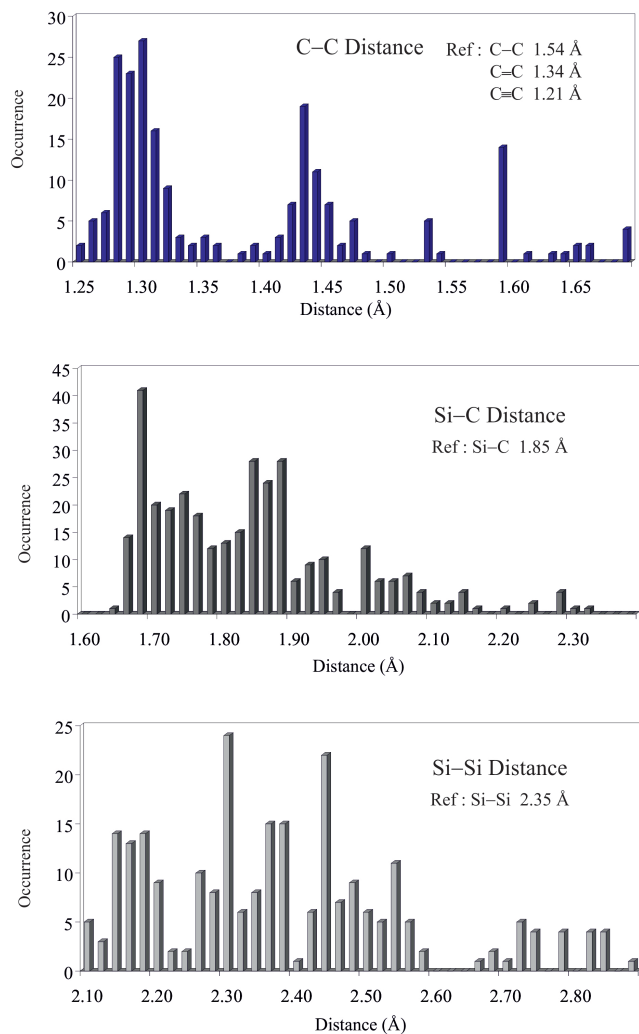 30
25
20
15
10
5
0
Occurrence
C–C Distance
Ref : C–C 1.54 Å
C=C 1.34 Å
C≡C 1.21 Å
1.25 1.30 1.35 1.40 1.45 1.50 1.55 1.60 1.65
Distance (Å)
45
40
35
30
25
20
15
10
5
0
Occurrence
Si–C Distance
Ref : Si–C 1.85 Å
1.60 1.70 1.80 1.90 2.00 2.10 2.20 2.30
Distance (Å)
25
20
15
10
5
0
Occurrence
Si–Si Distance
Ref : Si–Si 2.35 Å
2.10 2.20 2.30 2.40 2.50 2.60 2.70 2.80
Distance (Å)